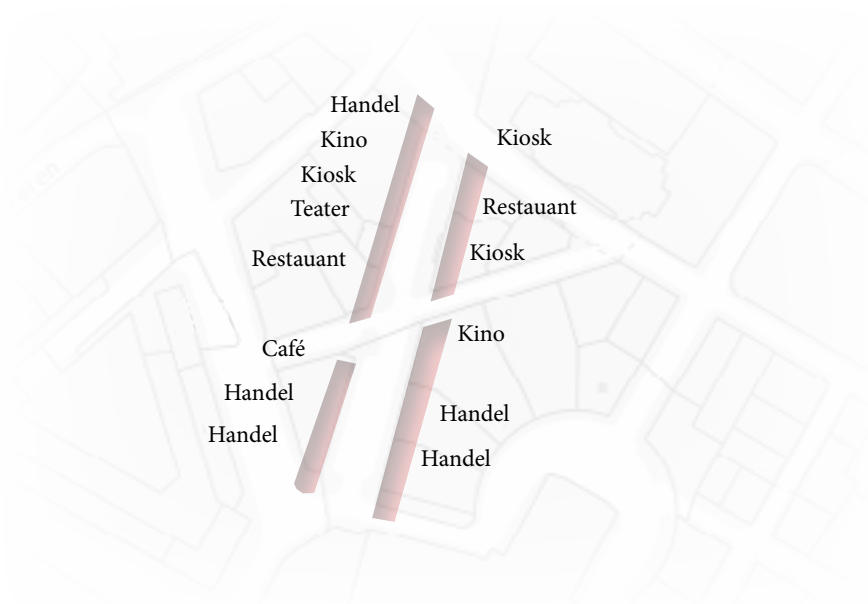 Handel
Kino
Kiosk
Teater
Restauant
Café
Handel
Handel
Kiosk
Restauant
Kiosk
Kino
Handel
Handel